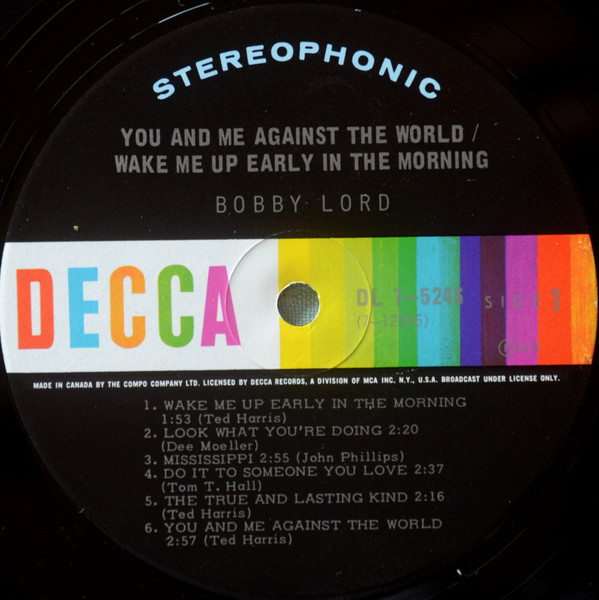 STEREOPHONIC
YOU AND ME AGAINST THE WORLD /
WAKE ME UP EARLY IN THE MORNING
BOBBY LORD
DECCA
DL 7-5246
SIDE 1
MADE IN CANADA BY THE COMPO COMPANY LTD. LICENSED BY DECCA RECORDS, A DIVISION OF MCA INC. N.Y., U.S.A. BROADCAST UNDER LICENSE ONLY.
1. WAKE ME UP EARLY IN THE MORNING
1:53 (Ted Harris)
2. LOOK WHAT YOU'RE DOING 2:20
(Dee Moeller)
3. MISSISSIPPI 2:55 (John Phillips)
4. DO IT TO SOMEONE YOU LOVE 2:37
(Tom T. Hall)
5. THE TRUE AND LASTING KIND 2:16
(Ted Harris)
6. YOU AND ME AGAINST THE WORLD
2:57 (Ted Harris)